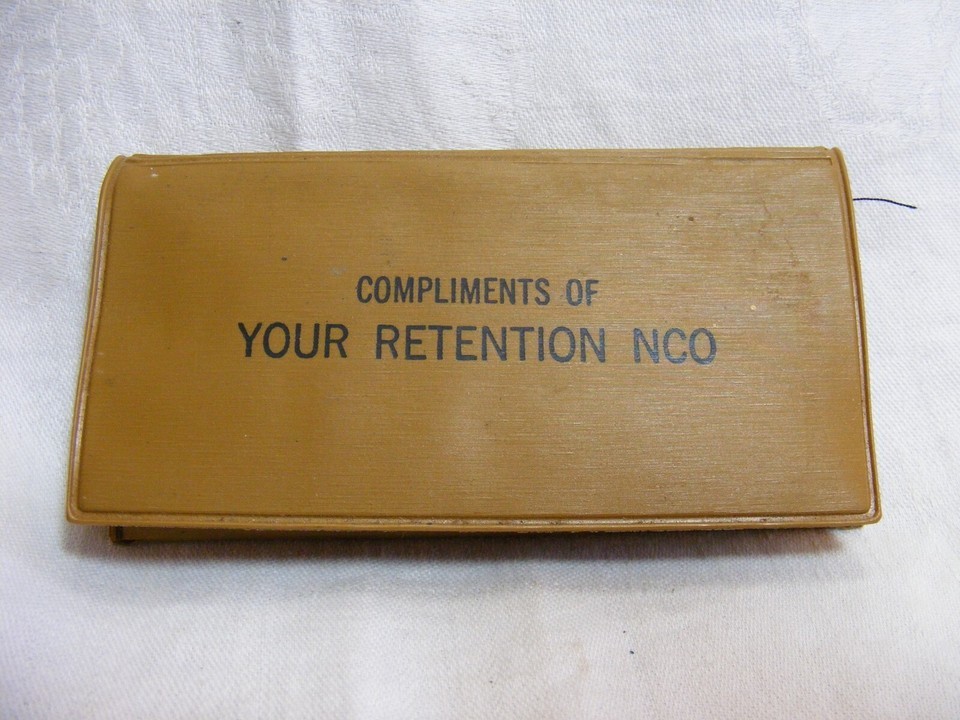 COMPLIMENTS OF
YOUR RETENTION NCO